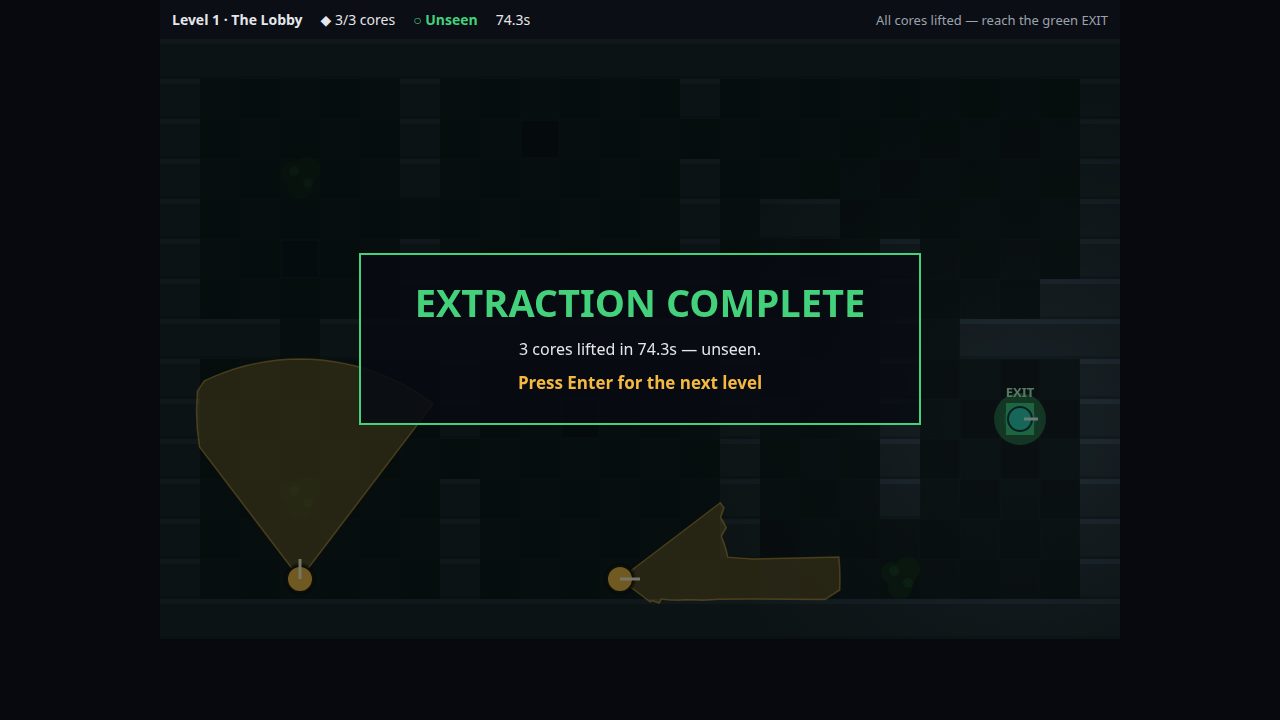 Level 1 · The Lobby ◆ 3/3 cores ○ Unseen 74.3s All cores lifted — reach the green EXIT
EXTRACTION COMPLETE
3 cores lifted in 74.3s — unseen.
Press Enter for the next level
EXIT